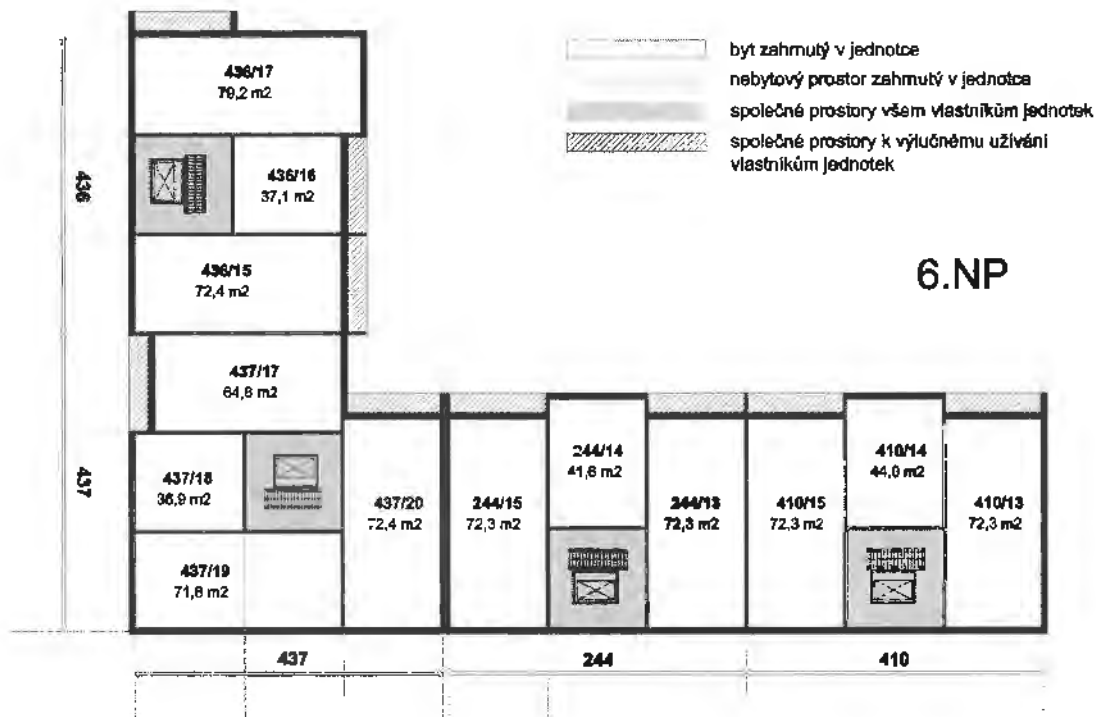 436/17
79,2 m2
byt zahrnutý v jednotce
nebytový prostor zahrnutý v jednotce
společné prostory všem vlastníkům jednotek
společné prostory k výlučnému užívání
vlastníkům jednotek
436
436/16
37,1 m2
436/15
72,4 m2
6.NP
437/17
64,8 m2
437
437/18
36,9 m2
437/19
71,8 m2
437/20
72,4 m2
244/15
72,3 m2
244/14
41,6 m2
244/13
72,3 m2
410/15
72,3 m2
410/14
44,0 m2
410/13
72,3 m2
437
244
410